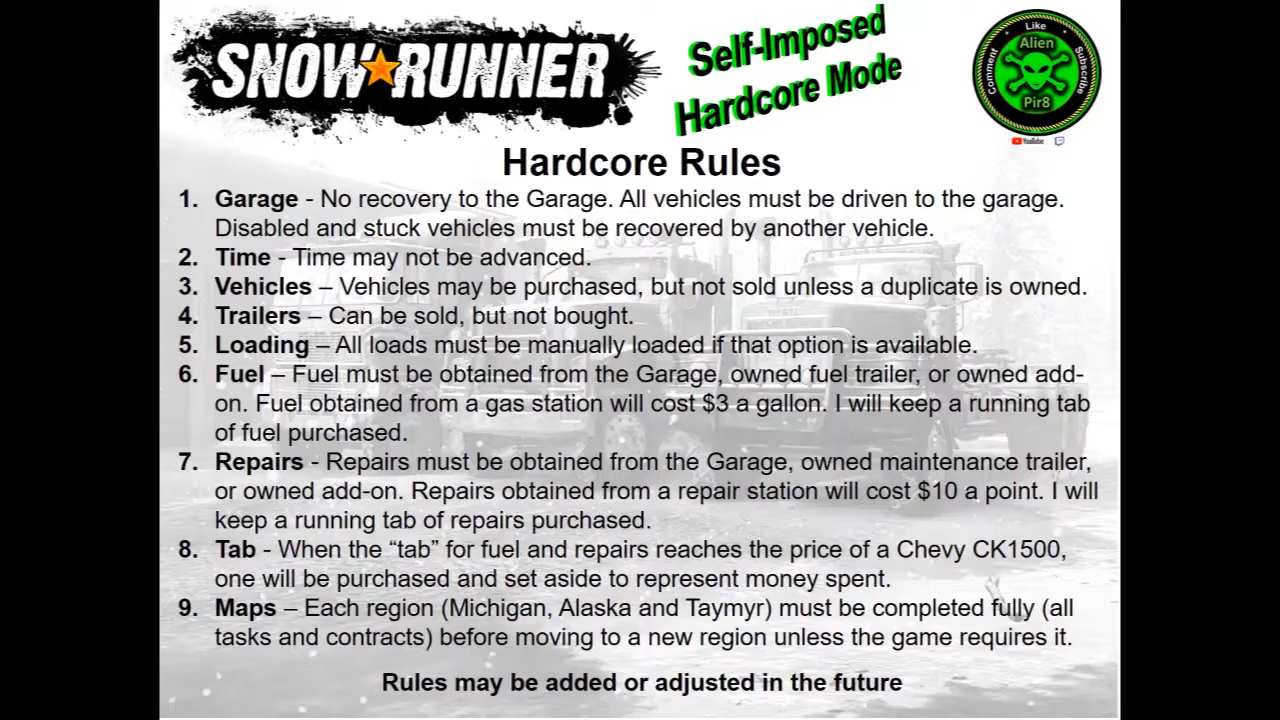 SNOW★RUNNER
Self-Imposed
Hardcore Mode
Comment • Like • Subscribe
Alien
Pir8
YouTube
Hardcore Rules
1. Garage - No recovery to the Garage. All vehicles must be driven to the garage.
Disabled and stuck vehicles must be recovered by another vehicle.
2. Time - Time may not be advanced.
3. Vehicles – Vehicles may be purchased, but not sold unless a duplicate is owned.
4. Trailers – Can be sold, but not bought.
5. Loading – All loads must be manually loaded if that option is available.
6. Fuel – Fuel must be obtained from the Garage, owned fuel trailer, or owned add-
on. Fuel obtained from a gas station will cost $3 a gallon. I will keep a running tab
of fuel purchased.
7. Repairs - Repairs must be obtained from the Garage, owned maintenance trailer,
or owned add-on. Repairs obtained from a repair station will cost $10 a point. I will
keep a running tab of repairs purchased.
8. Tab - When the “tab” for fuel and repairs reaches the price of a Chevy CK1500,
one will be purchased and set aside to represent money spent.
9. Maps – Each region (Michigan, Alaska and Taymyr) must be completed fully (all
tasks and contracts) before moving to a new region unless the game requires it.
Rules may be added or adjusted in the future